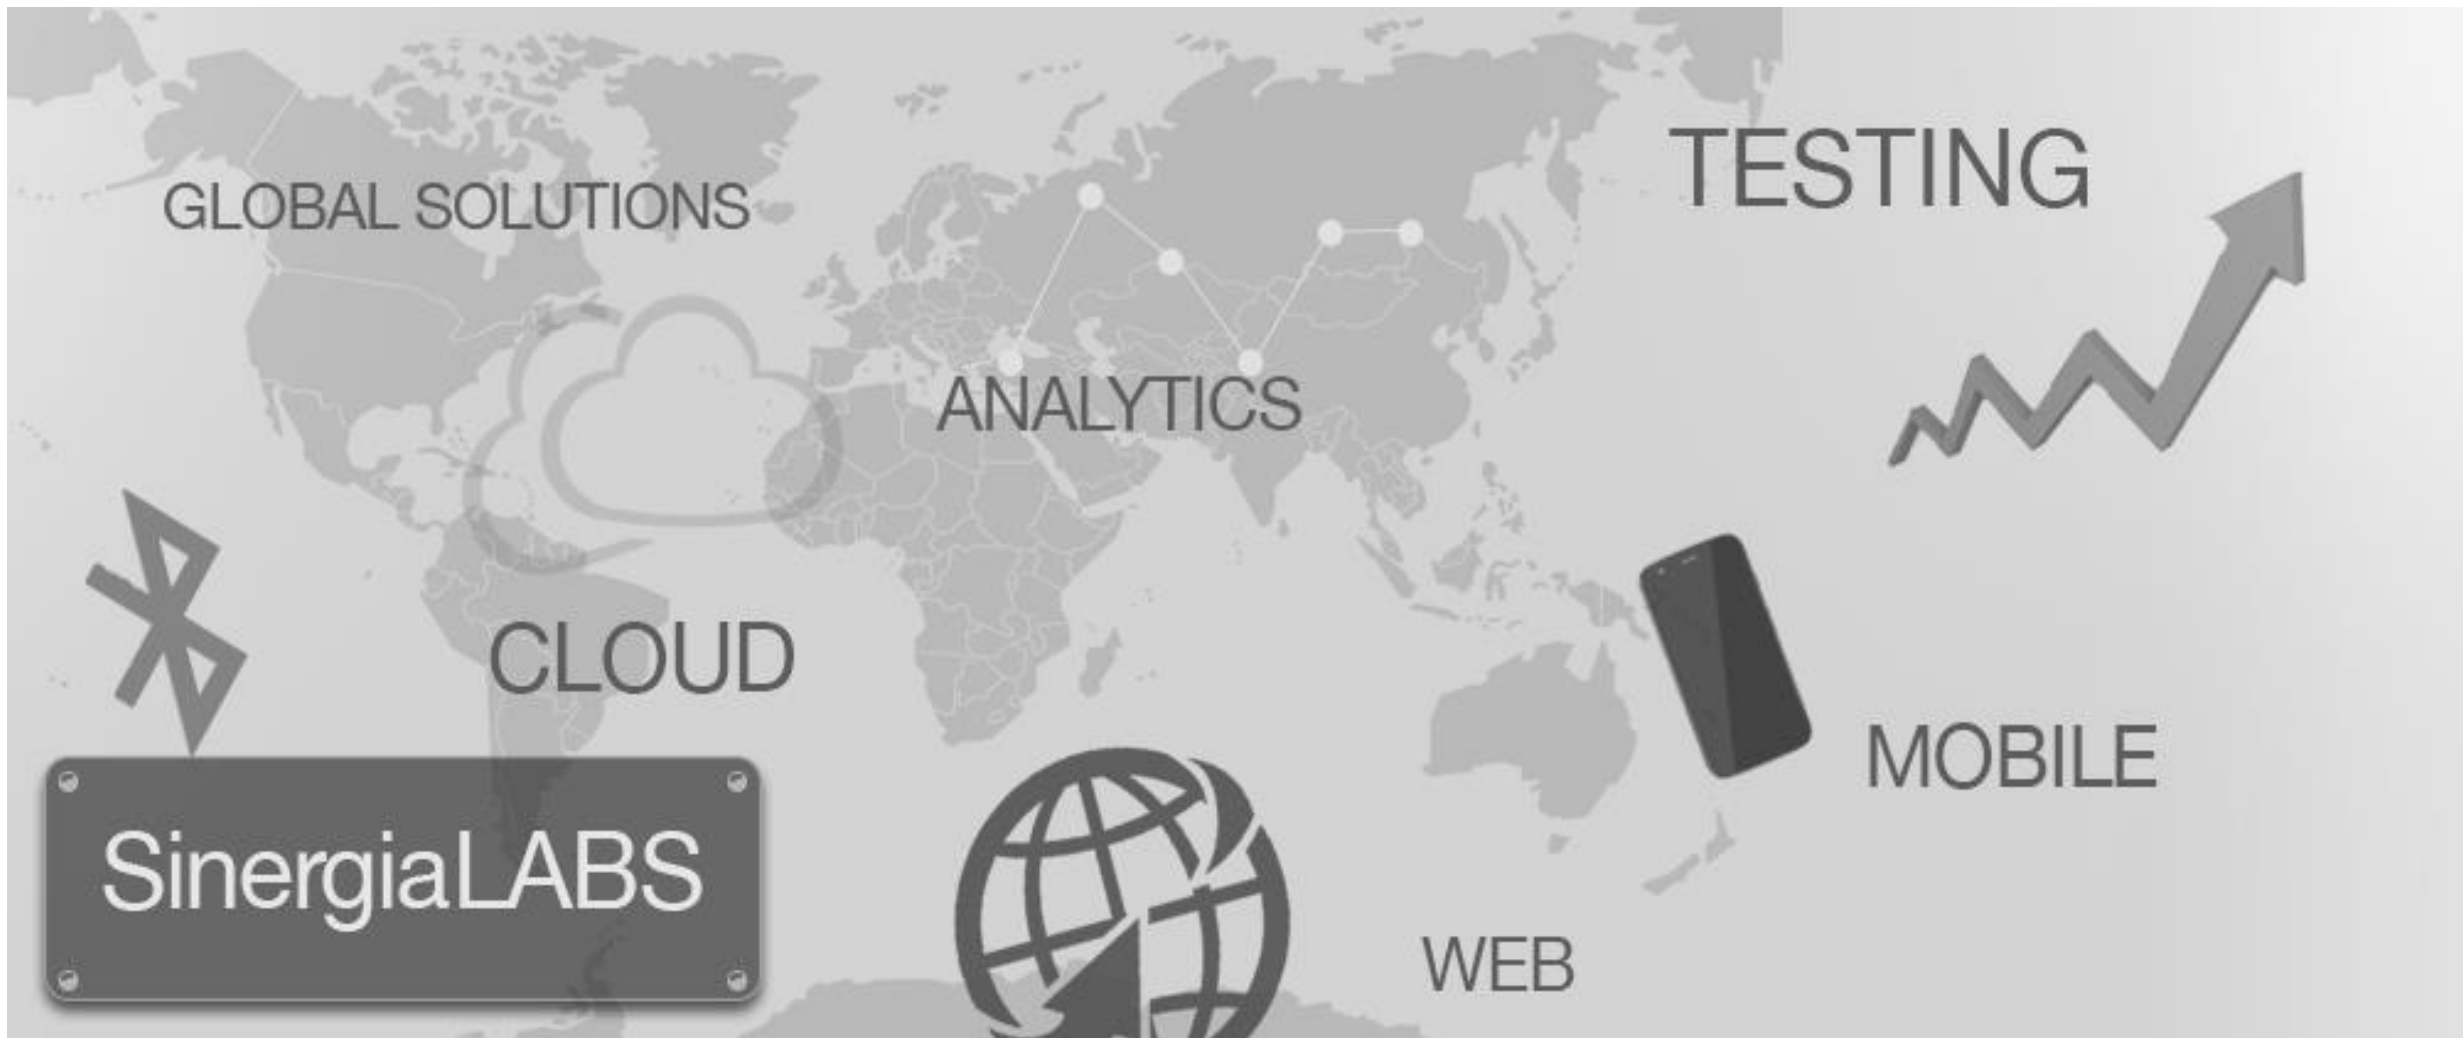 TESTING
GLOBAL SOLUTIONS
ANALYTICS
CLOUD
MOBILE
SinergiaLABS
WEB